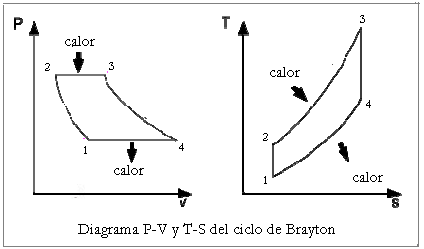 P
calor
2
3
1
4
calor
v
T
3
calor
4
2
1
calor
s
Diagrama P-V y T-S del ciclo de Brayton